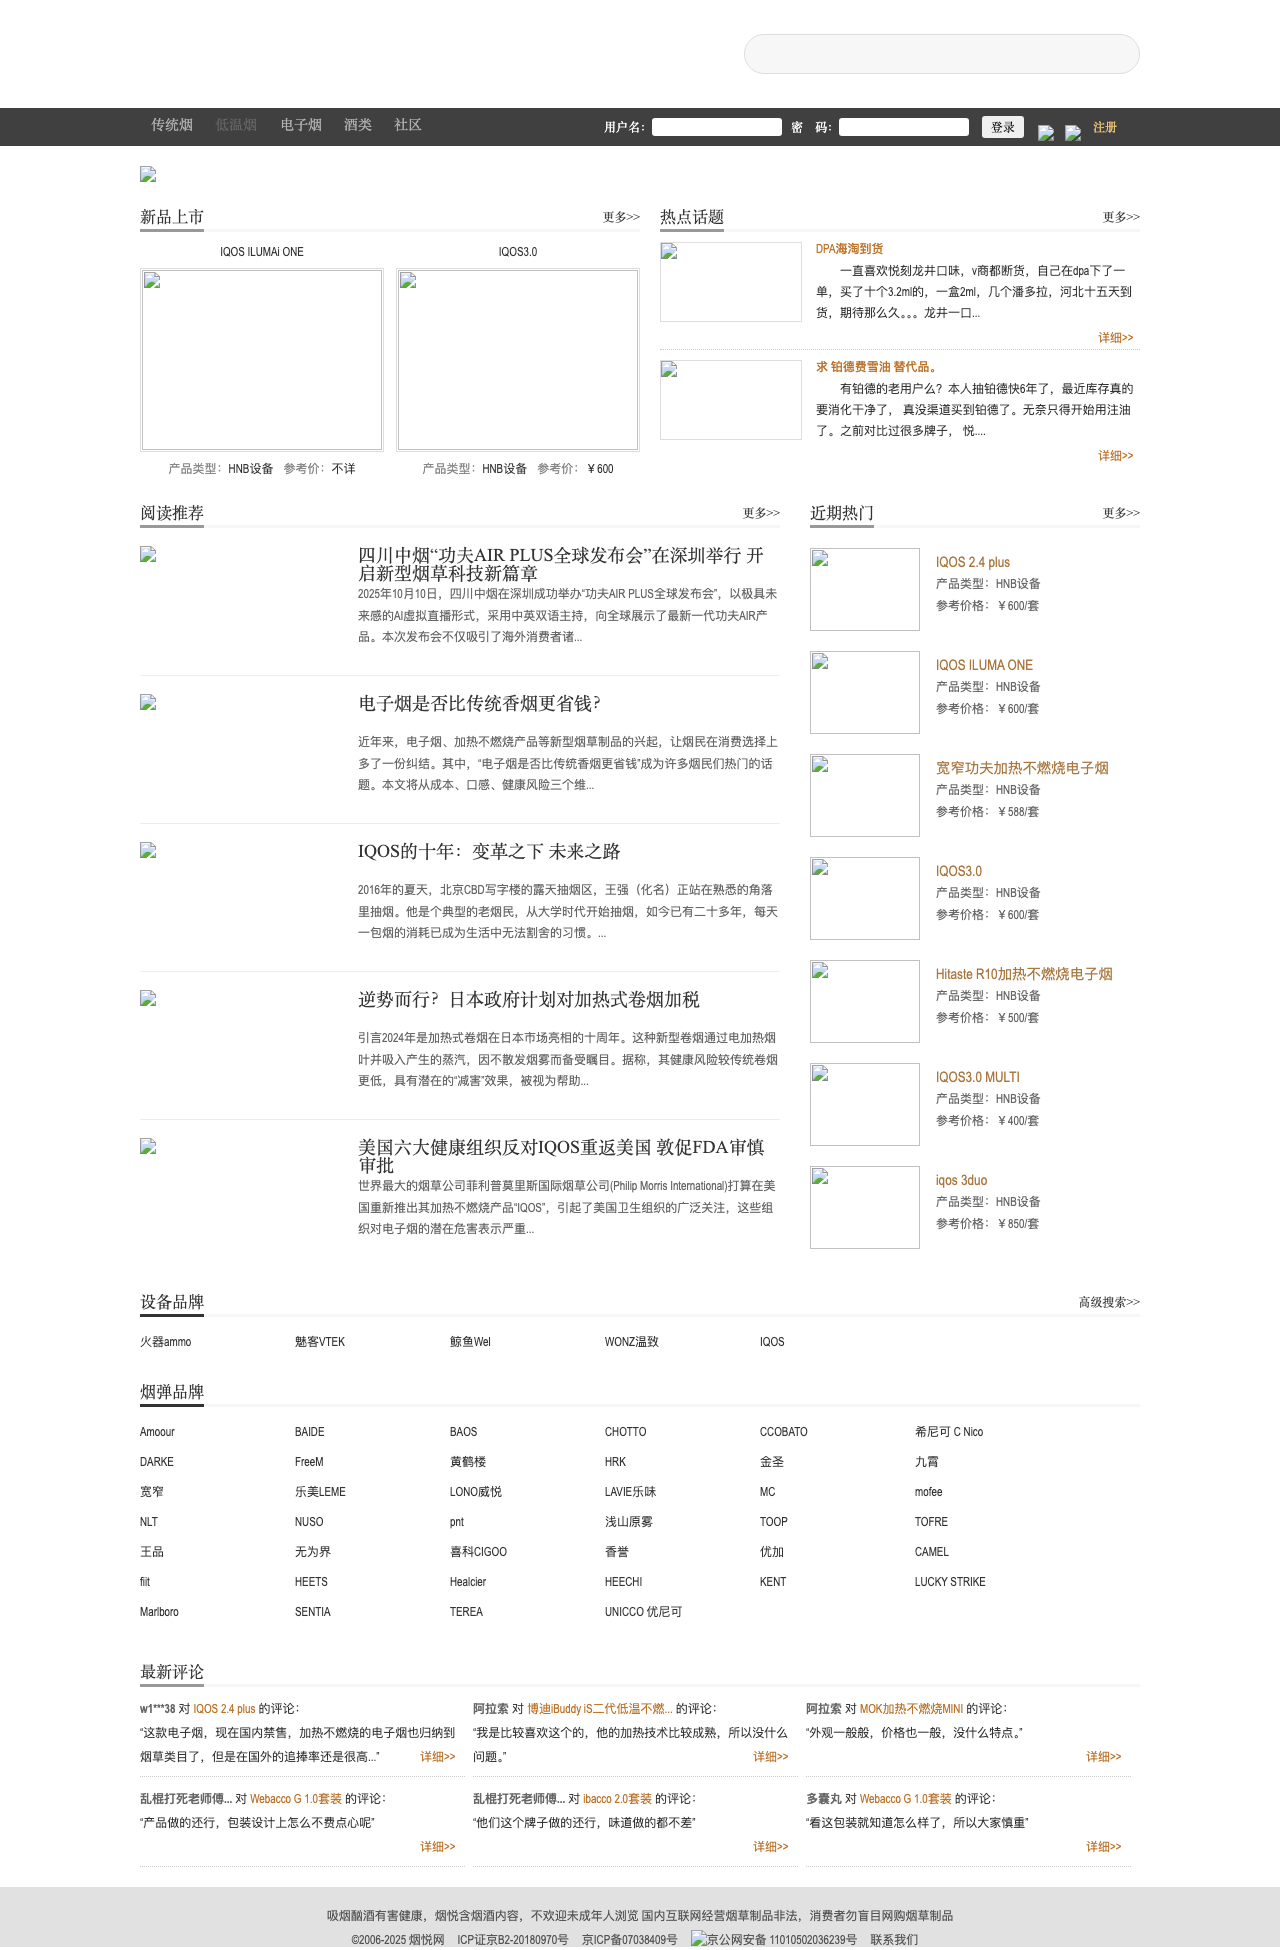 传统烟 低温烟 电子烟 酒类 社区 用户名: 密 码: 登录 注册
新品上市 更多>>
IQOS ILUMAi ONE IQOS3.0
产品类型：HNB设备 参考价：不详 产品类型：HNB设备 参考价：￥600
热点话题 更多>>
DPA海淘到货
一直喜欢悦刻龙井口味，v商都断货，自己在dpa下了一
单，买了十个3.2ml的，一盒2ml，几个潘多拉，河北十五天到
货，期待那么久。。。龙井一口...
详细>>
求 铂德费雪油 替代品。
有铂德的老用户么？本人抽铂德快6年了，最近库存真的
要消化干净了， 真没渠道买到铂德了。无奈只得开始用注油
了。之前对比过很多牌子， 悦....
详细>>
阅读推荐 更多>>
四川中烟“功夫AIR PLUS全球发布会”在深圳举行 开
启新型烟草科技新篇章
2025年10月10日，四川中烟在深圳成功举办“功夫AIR PLUS全球发布会”，以极具未
来感的AI虚拟直播形式，采用中英双语主持，向全球展示了最新一代功夫AIR产
品。本次发布会不仅吸引了海外消费者诸...
电子烟是否比传统香烟更省钱？
近年来，电子烟、加热不燃烧产品等新型烟草制品的兴起，让烟民在消费选择上
多了一份纠结。其中，“电子烟是否比传统香烟更省钱”成为许多烟民们热门的话
题。本文将从成本、口感、健康风险三个维...
IQOS的十年：变革之下 未来之路
2016年的夏天，北京CBD写字楼的露天抽烟区，王强（化名）正站在熟悉的角落
里抽烟。他是个典型的老烟民，从大学时代开始抽烟，如今已有二十多年，每天
一包烟的消耗已成为生活中无法割舍的习惯。...
逆势而行？日本政府计划对加热式卷烟加税
引言2024年是加热式卷烟在日本市场亮相的十周年。这种新型卷烟通过电加热烟
叶并吸入产生的蒸汽，因不散发烟雾而备受瞩目。据称，其健康风险较传统卷烟
更低，具有潜在的“减害”效果，被视为帮助...
美国六大健康组织反对IQOS重返美国 敦促FDA审慎
审批
世界最大的烟草公司菲利普莫里斯国际烟草公司(Philip Morris International)打算在美
国重新推出其加热不燃烧产品“IQOS”，引起了美国卫生组织的广泛关注，这些组
织对电子烟的潜在危害表示严重...
近期热门 更多>>
IQOS 2.4 plus
产品类型：HNB设备
参考价格：￥600/套
IQOS ILUMA ONE
产品类型：HNB设备
参考价格：￥600/套
宽窄功夫加热不燃烧电子烟
产品类型：HNB设备
参考价格：￥588/套
IQOS3.0
产品类型：HNB设备
参考价格：￥600/套
Hitaste R10加热不燃烧电子烟
产品类型：HNB设备
参考价格：￥500/套
IQOS3.0 MULTI
产品类型：HNB设备
参考价格：￥400/套
iqos 3duo
产品类型：HNB设备
参考价格：￥850/套
设备品牌 高级搜索>>
火器ammo 魅客VTEK 鲸鱼Wel WONZ温致 IQOS
烟弹品牌
Amoour BAIDE BAOS CHOTTO CCOBATO 希尼可 C Nico
DARKE FreeM 黄鹤楼 HRK 金圣 九霄
宽窄 乐美LEME LONO威悦 LAVIE乐味 MC mofee
NLT NUSO pnt 浅山原雾 TOOP TOFRE
王品 无为界 喜科CIGOO 香誉 优加 CAMEL
fiit HEETS Healcier HEECHI KENT LUCKY STRIKE
Marlboro SENTIA TEREA UNICCO 优尼可
最新评论
w1***38 对 IQOS 2.4 plus 的评论：
“这款电子烟，现在国内禁售，加热不燃烧的电子烟也归纳到
烟草类目了，但是在国外的追捧率还是很高...” 详细>>
阿拉索 对 博迪iBuddy iS二代低温不燃... 的评论：
“我是比较喜欢这个的，他的加热技术比较成熟，所以没什么
问题。” 详细>>
阿拉索 对 MOK加热不燃烧MINI 的评论：
“外观一般般，价格也一般，没什么特点。”
详细>>
乱棍打死老师傅... 对 Webacco G 1.0套装 的评论：
“产品做的还行，包装设计上怎么不费点心呢”
详细>>
乱棍打死老师傅... 对 ibacco 2.0套装 的评论：
“他们这个牌子做的还行，味道做的都不差”
详细>>
多囊丸 对 Webacco G 1.0套装 的评论：
“看这包装就知道怎么样了，所以大家慎重”
详细>>
吸烟酗酒有害健康，烟悦含烟酒内容，不欢迎未成年人浏览 国内互联网经营烟草制品非法，消费者勿盲目网购烟草制品
©2006-2025 烟悦网 ICP证京B2-20180970号 京ICP备07038409号 京公网安备 11010502036239号 联系我们